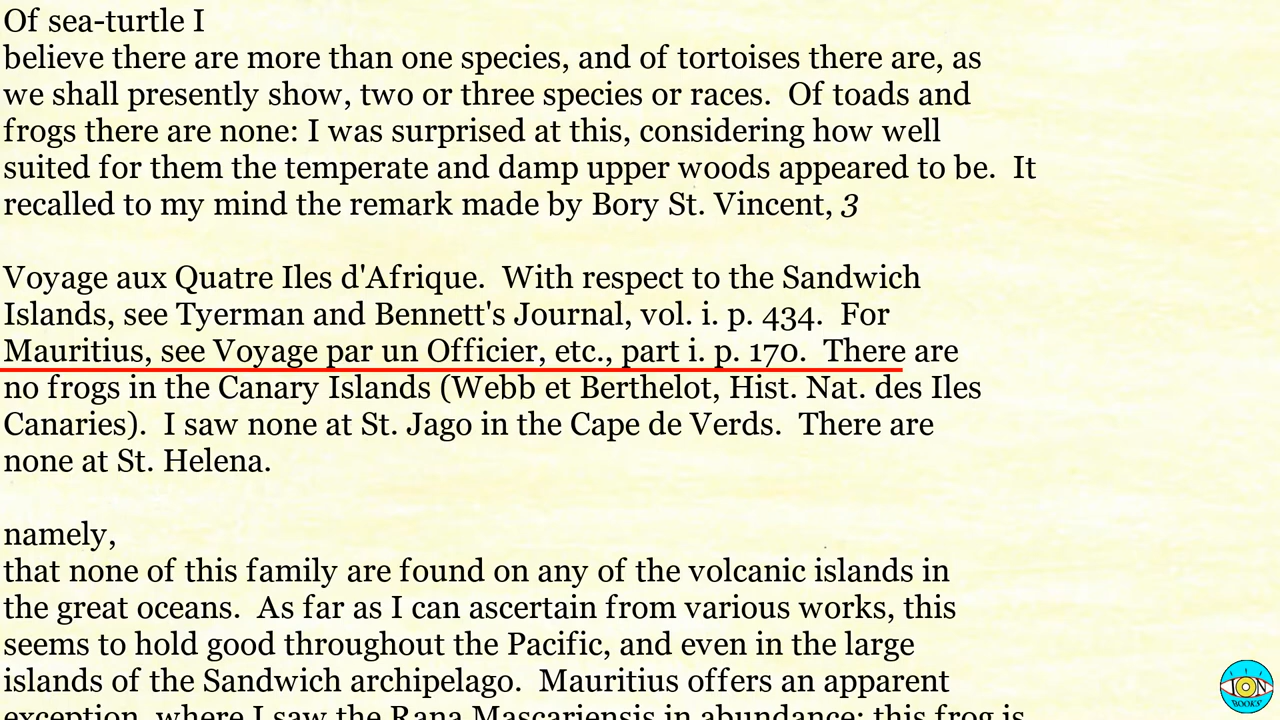 Of sea-turtle I
believe there are more than one species, and of tortoises there are, as
we shall presently show, two or three species or races.  Of toads and
frogs there are none: I was surprised at this, considering how well
suited for them the temperate and damp upper woods appeared to be.  It
recalled to my mind the remark made by Bory St. Vincent, 3
Voyage aux Quatre Iles d'Afrique.  With respect to the Sandwich
Islands, see Tyerman and Bennett's Journal, vol. i. p. 434.  For
Mauritius, see Voyage par un Officier, etc., part i. p. 170.  There are
no frogs in the Canary Islands (Webb et Berthelot, Hist. Nat. des Iles
Canaries).  I saw none at St. Jago in the Cape de Verds.  There are
none at St. Helena.
namely,
that none of this family are found on any of the volcanic islands in
the great oceans.  As far as I can ascertain from various works, this
seems to hold good throughout the Pacific, and even in the large
islands of the Sandwich archipelago.  Mauritius offers an apparent
exception, where I saw the Rana Mascariensis in abundance: this frog is
ION
BOOKS